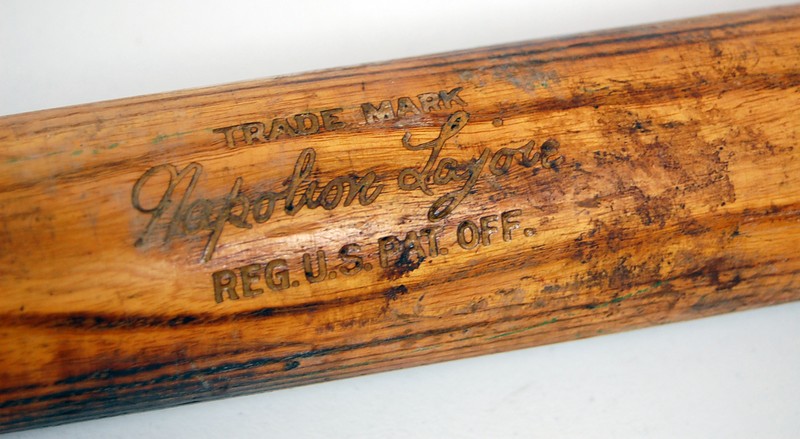 TRADE MARK
Napoleon Lajoie
REG. U.S. PAT. OFF.